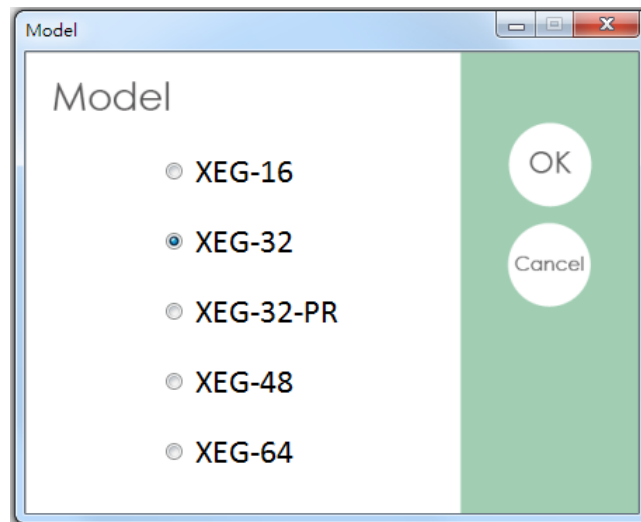 Model
Model
XEG-16
XEG-32
XEG-32-PR
XEG-48
XEG-64
OK
Cancel